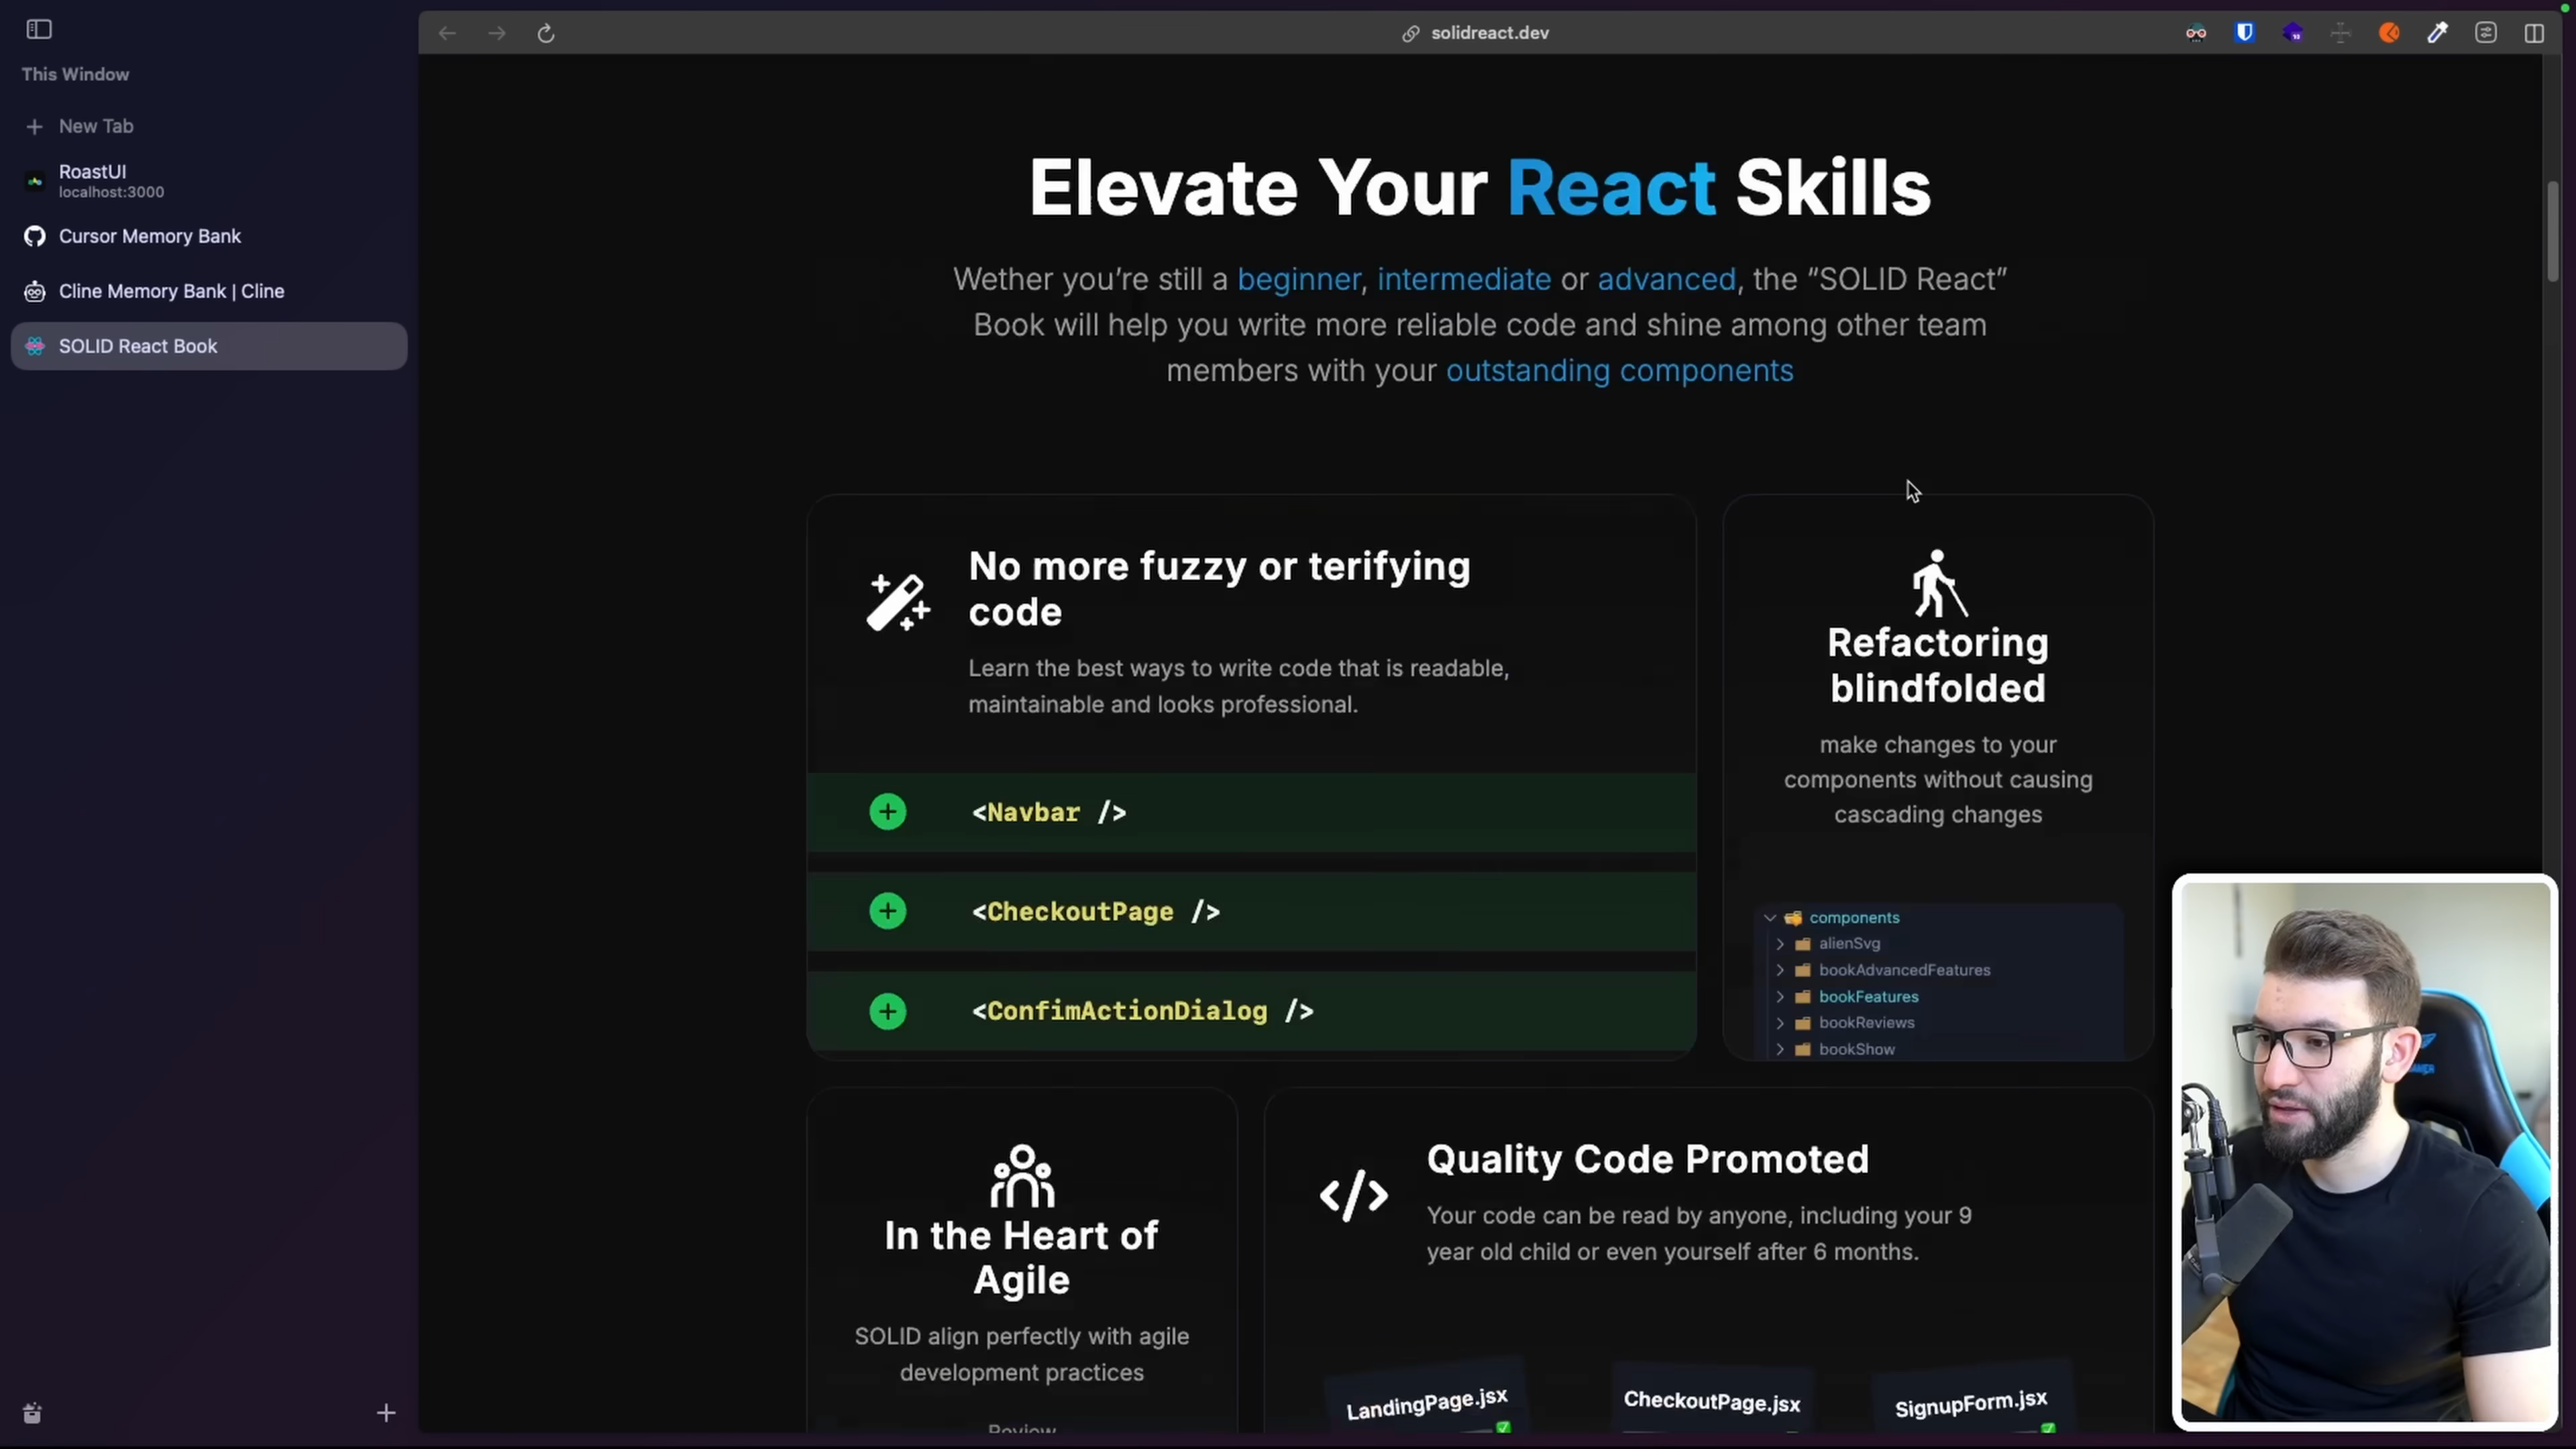 This Window
New Tab
RoastUI
localhost:3000
Cursor Memory Bank
Cline Memory Bank | Cline
SOLID React Book
solidreact.dev
Elevate Your React Skills
Wether you're still a beginner, intermediate or advanced, the “SOLID React”
Book will help you write more reliable code and shine among other team
members with your outstanding components
No more fuzzy or terifying
code
Learn the best ways to write code that is readable,
maintainable and looks professional.
<Navbar />
<CheckoutPage />
<ConfimActionDialog />
Refactoring
blindfolded
make changes to your
components without causing
cascading changes
components
alienSvg
bookAdvancedFeatures
bookFeatures
bookReviews
bookShow
In the Heart of
Agile
SOLID align perfectly with agile
development practices
Review
Quality Code Promoted
Your code can be read by anyone, including your 9
year old child or even yourself after 6 months.
LandingPage.jsx
CheckoutPage.jsx
SignupForm.jsx